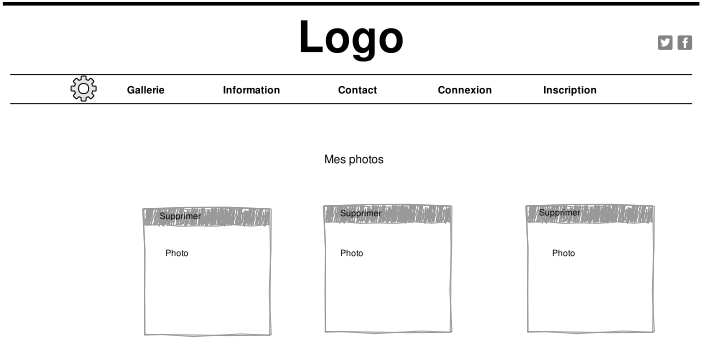 Logo
Gallerie Information Contact Connexion Inscription
Mes photos
Supprimer Supprimer Supprimer
Photo Photo Photo